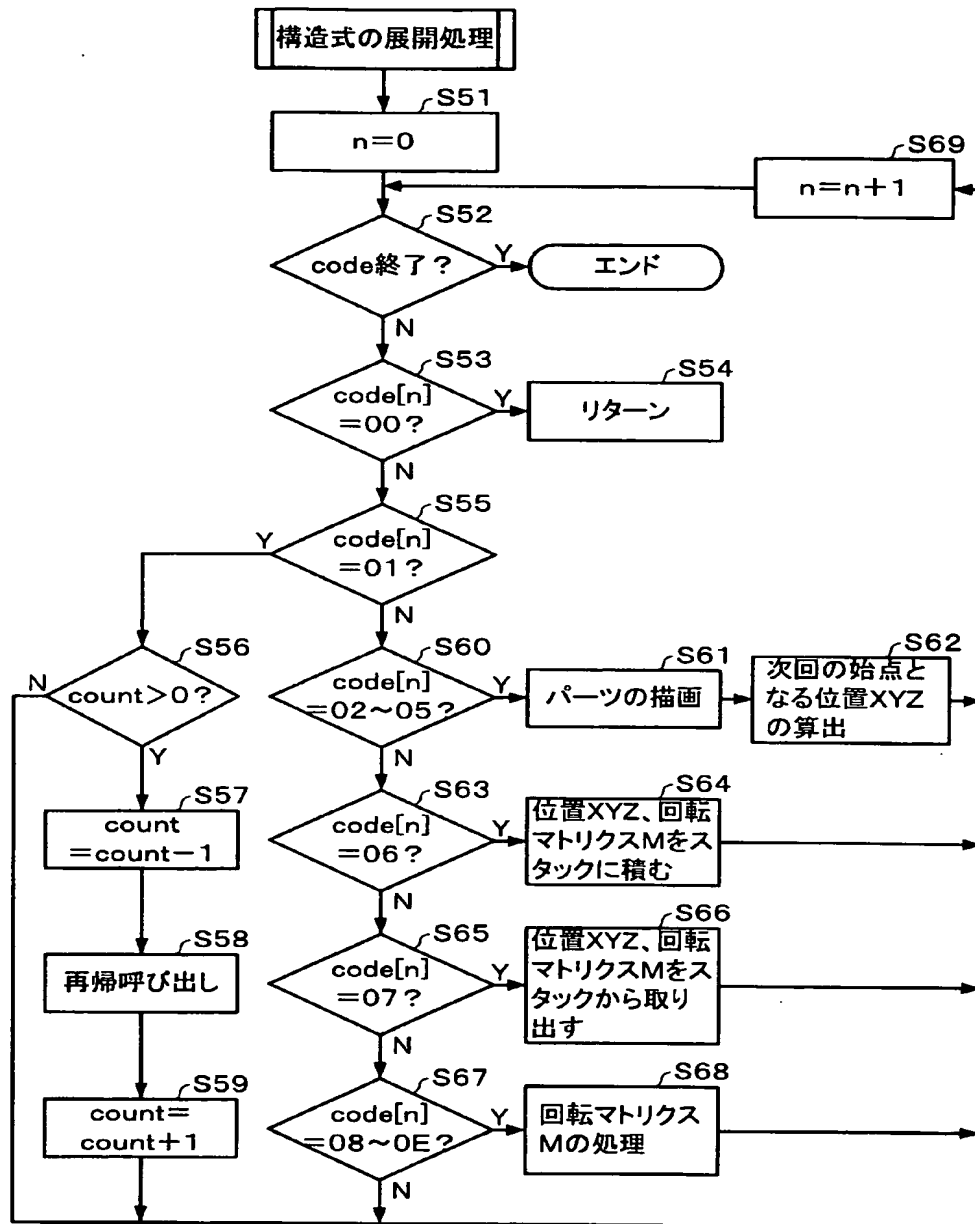 構造式の展開処理
S51
n=0
S69
n=n+1
S52
code終了?
Y
エンド
N
S53
code[n]
=00?
Y
S54
リターン
N
S55
code[n]
=01?
Y
N
S56
count>0?
N
Y
S57
count
=count−1
S58
再帰呼び出し
S59
count=
count+1
S60
code[n]
=02~05?
Y
S61
パーツの描画
S62
次回の始点と
なる位置XYZ
の算出
N
S63
code[n]
=06?
Y
S64
位置XYZ、回転
マトリクスMをス
タックに積む
N
S65
code[n]
=07?
Y
S66
位置XYZ、回転
マトリクスMをス
タックから取り
出す
N
S67
code[n]
=08~0E?
Y
S68
回転マトリクス
Mの処理
N